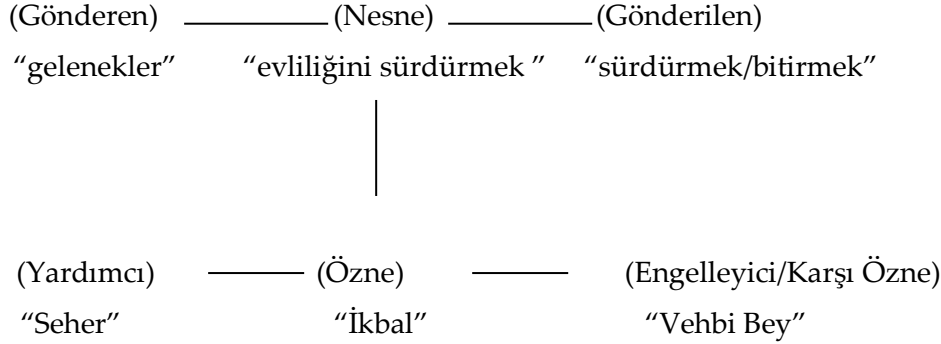 (Gönderen) (Nesne) (Gönderilen)
“gelenekler” “evliliğini sürdürmek ” “sürdürmek/bitirmek”
(Yardımcı) (Özne) (Engelleyici/Karşı Özne)
“Seher” “İkbal” “Vehbi Bey”